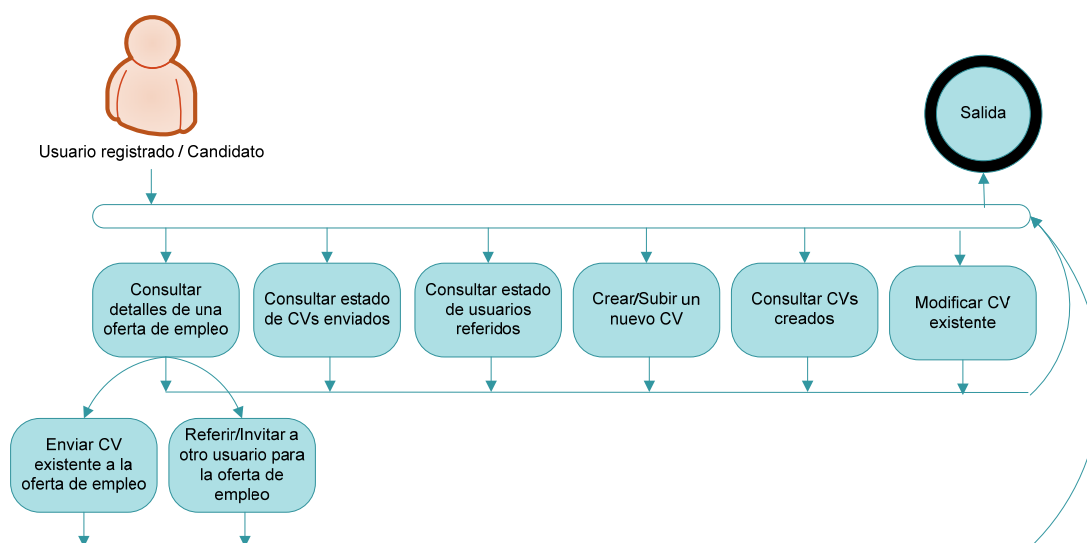 Usuario registrado / Candidato
Salida
Consultar
detalles de una
oferta de empleo
Consultar estado
de CVs enviados
Consultar estado
de usuarios
referidos
Crear/Subir un
nuevo CV
Consultar CVs
creados
Modificar CV
existente
Enviar CV
existente a la
oferta de empleo
Referir/Invitar a
otro usuario para
la oferta de
empleo